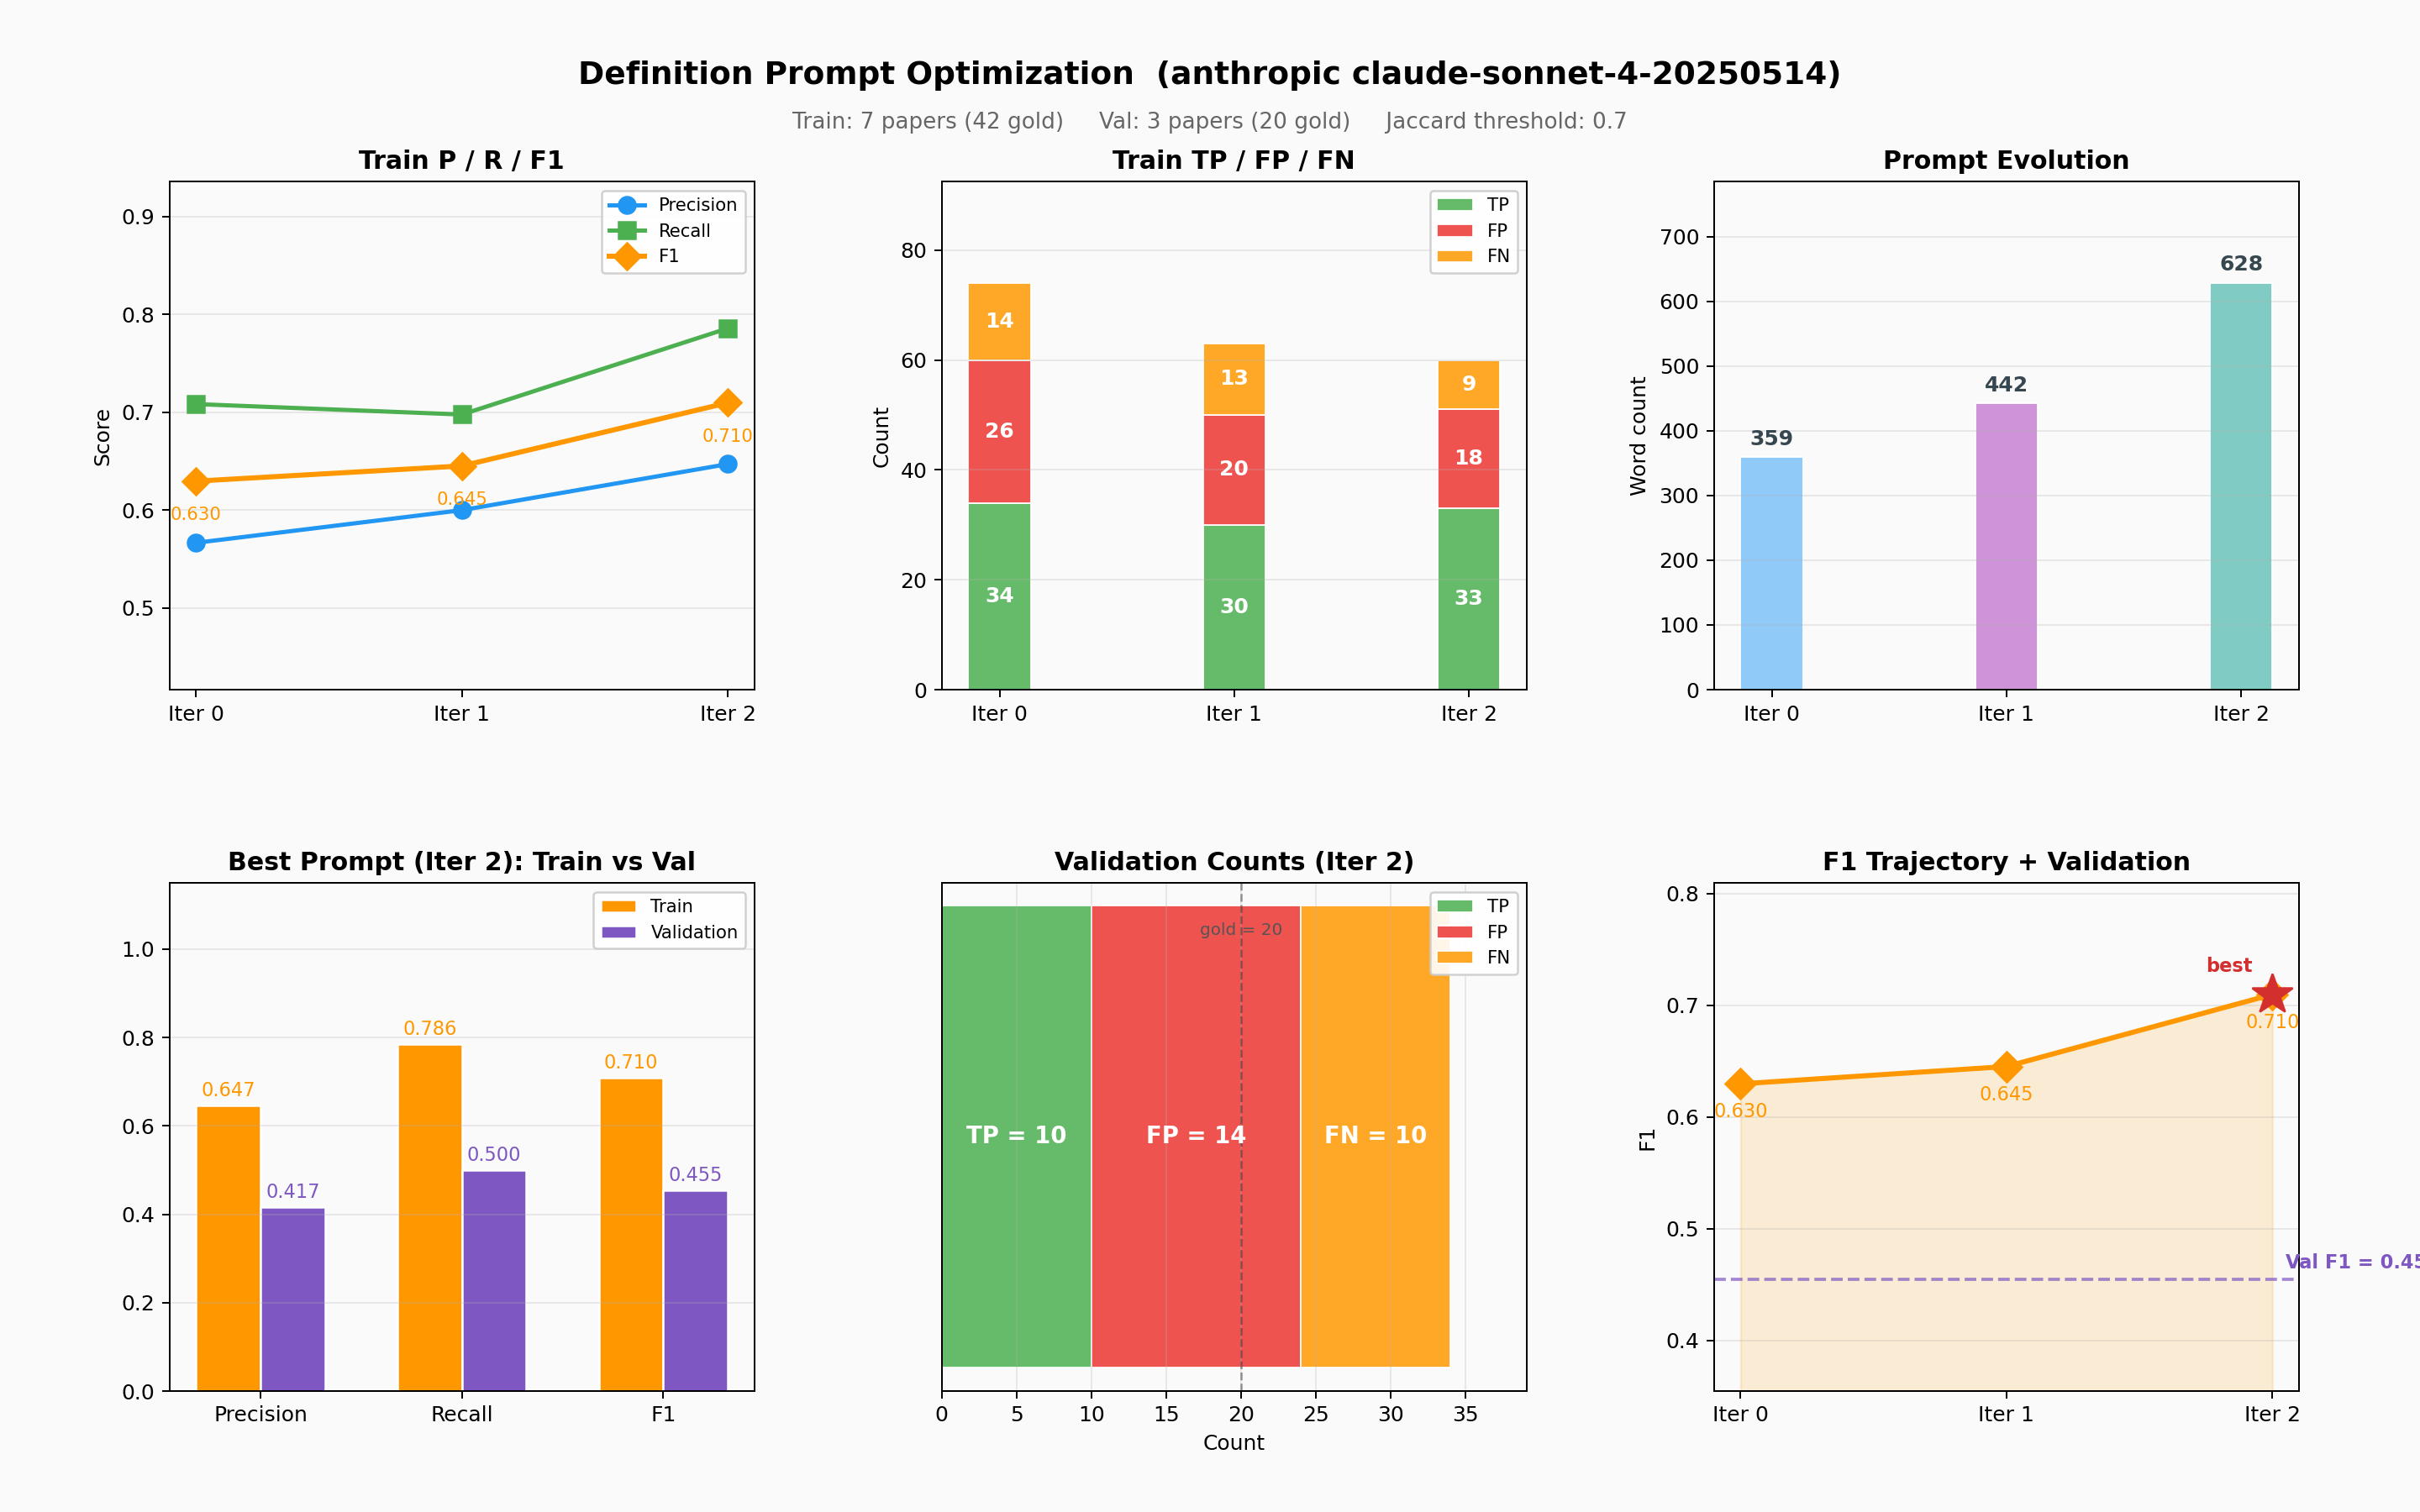 Definition Prompt Optimization (anthropic claude-sonnet-4-20250514)
Train: 7 papers (42 gold) Val: 3 papers (20 gold) Jaccard threshold: 0.7
Train P / R / F1
Score
0.9
0.8
0.7
0.6
0.5
Precision
Recall
F1
0.630
0.645
0.710
Iter 0 Iter 1 Iter 2
Train TP / FP / FN
Count
80
60
40
20
0
TP
FP
FN
14
26
34
13
20
30
9
18
33
Iter 0 Iter 1 Iter 2
Prompt Evolution
Word count
700
600
500
400
300
200
100
0
359
442
628
Iter 0 Iter 1 Iter 2
Best Prompt (Iter 2): Train vs Val
1.0
0.8
0.6
0.4
0.2
0.0
Train
Validation
0.647
0.417
0.786
0.500
0.710
0.455
Precision Recall F1
Validation Counts (Iter 2)
TP
FP
FN
gold = 20
TP = 10 FP = 14 FN = 10
0 5 10 15 20 25 30 35
Count
F1 Trajectory + Validation
F1
0.8
0.7
0.6
0.5
0.4
best
0.630
0.645
0.710
Val F1 = 0.45
Iter 0 Iter 1 Iter 2